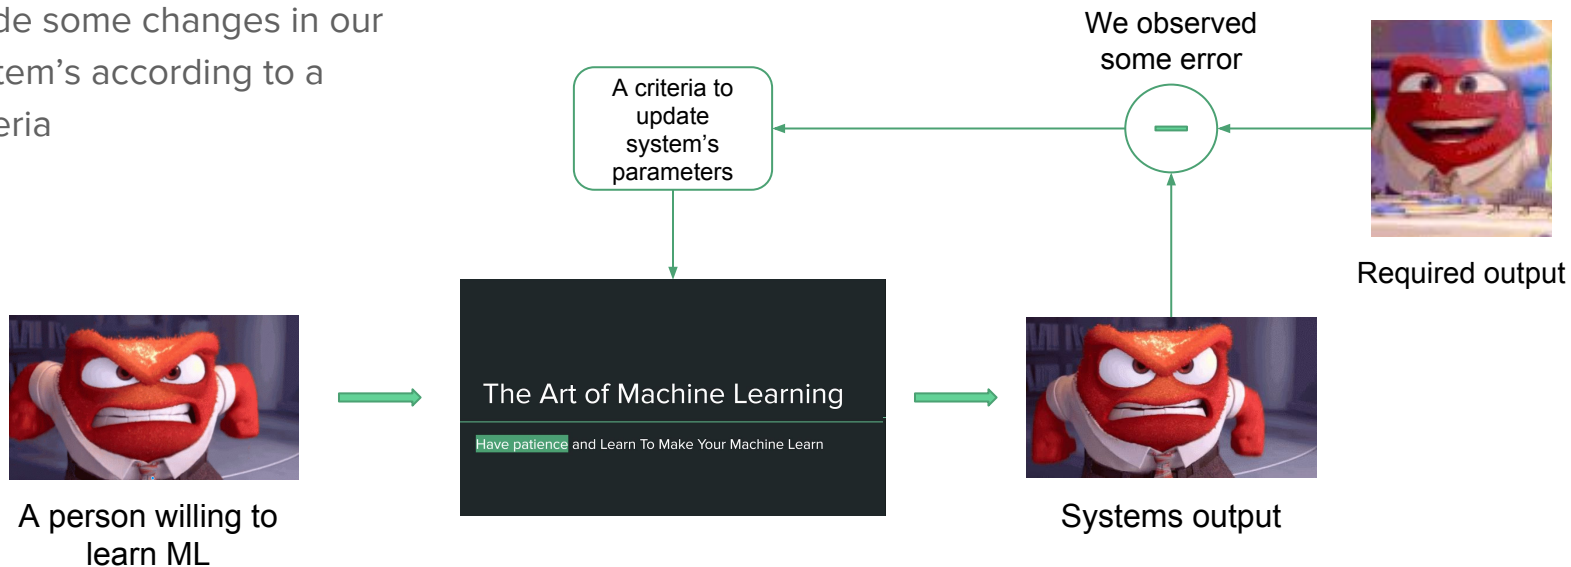 de some changes in our
tem's according to a
eria
We observed
some error
A criteria to
update
system's
parameters
Required output
The Art of Machine Learning
Have patience and Learn To Make Your Machine Learn
A person willing to
learn ML
Systems output